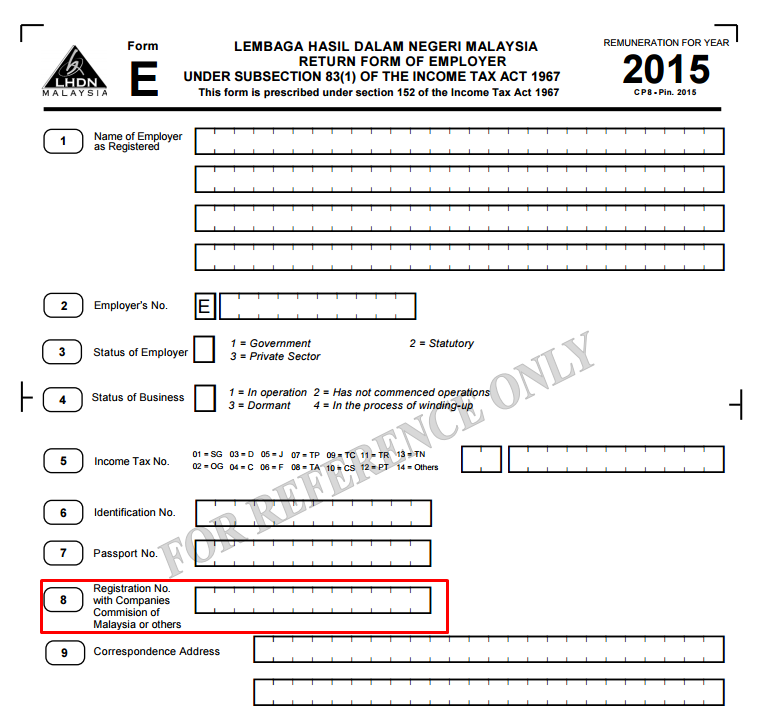 Form
E
LHDN
MALAYSIA
LEMBAGA HASIL DALAM NEGERI MALAYSIA
RETURN FORM OF EMPLOYER
UNDER SUBSECTION 83(1) OF THE INCOME TAX ACT 1967
This form is prescribed under section 152 of the Income Tax Act 1967
REMUNERATION FOR YEAR
2015
CP8 - Pin. 2015
1 Name of Employer
as Registered
2 Employer's No. E
3 Status of Employer 1 = Government 2 = Statutory
3 = Private Sector
4 Status of Business 1 = In operation 2 = Has not commenced operations
3 = Dormant 4 = In the process of winding-up
5 Income Tax No. 01 = SG 03 = D 05 = J 07 = TP 09 = TC 11 = TR 13 = TN
02 = OG 04 = C 06 = F 08 = TA 10 = CS 12 = PT 14 = Others
6 Identification No.
7 Passport No.
8 Registration No.
with Companies
Commision of
Malaysia or others
9 Correspondence Address
FOR REFERENCE ONLY